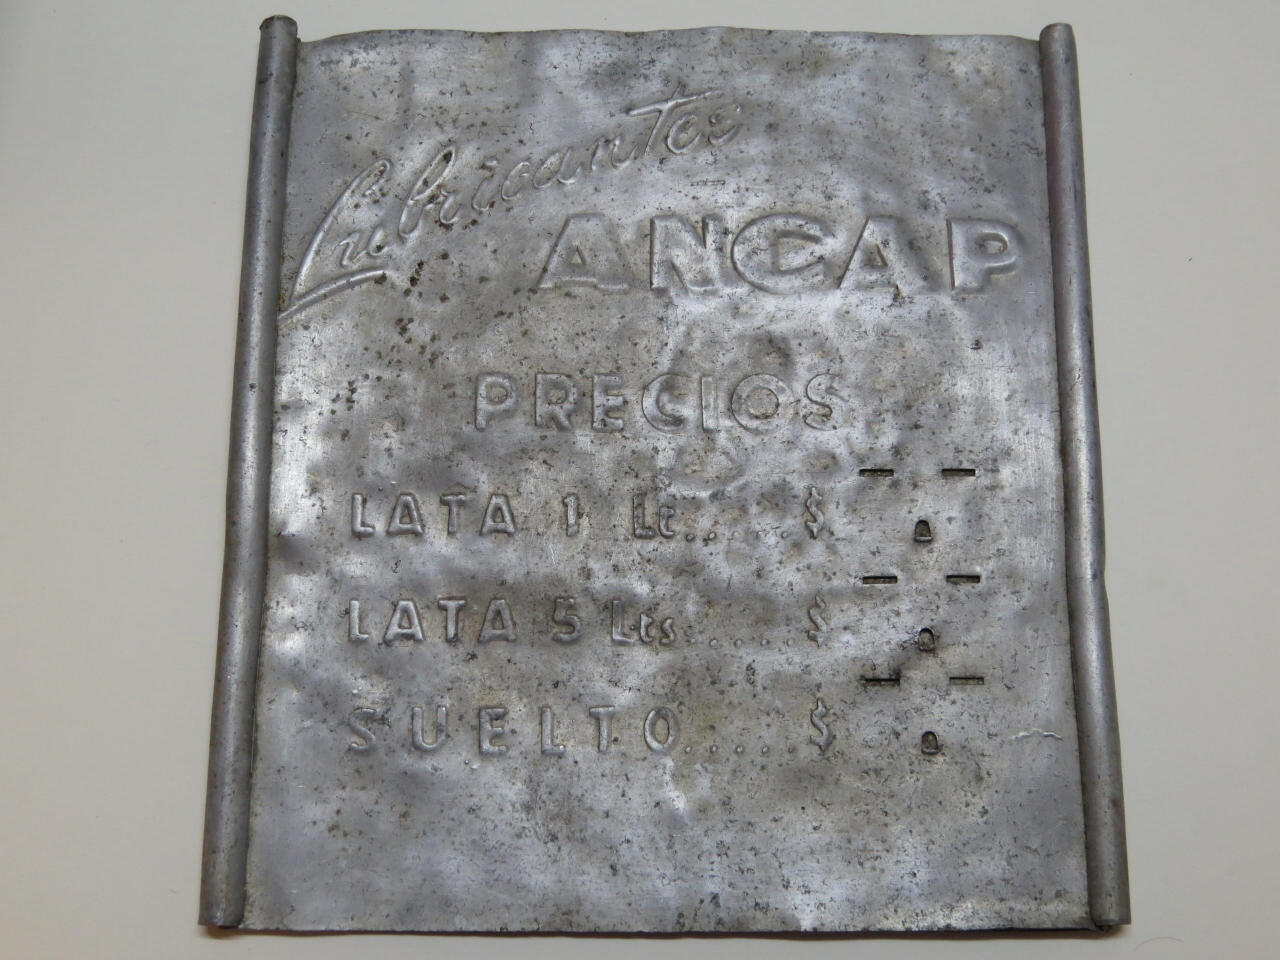 Lubricantes
ANCAP
PRECIOS
LATA 1 Lt...... $
LATA 5 Lts...... $
SUELTO...... $